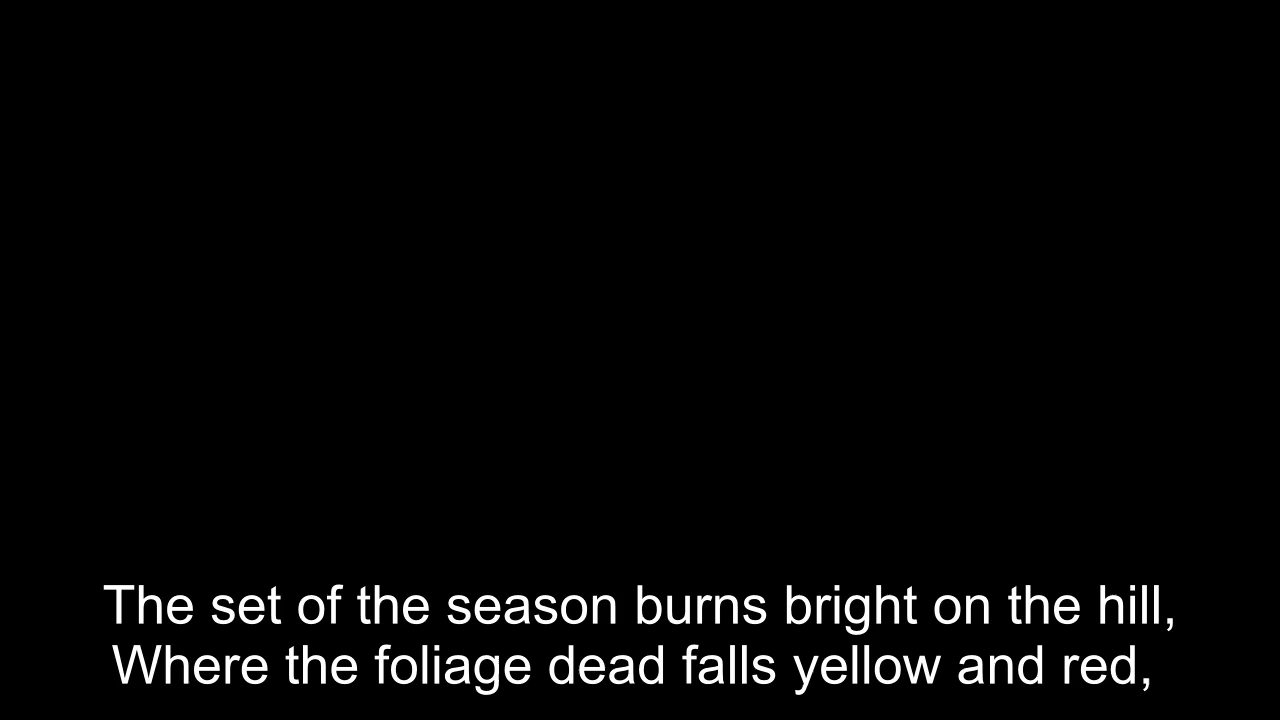 The set of the season burns bright on the hill,
Where the foliage dead falls yellow and red,